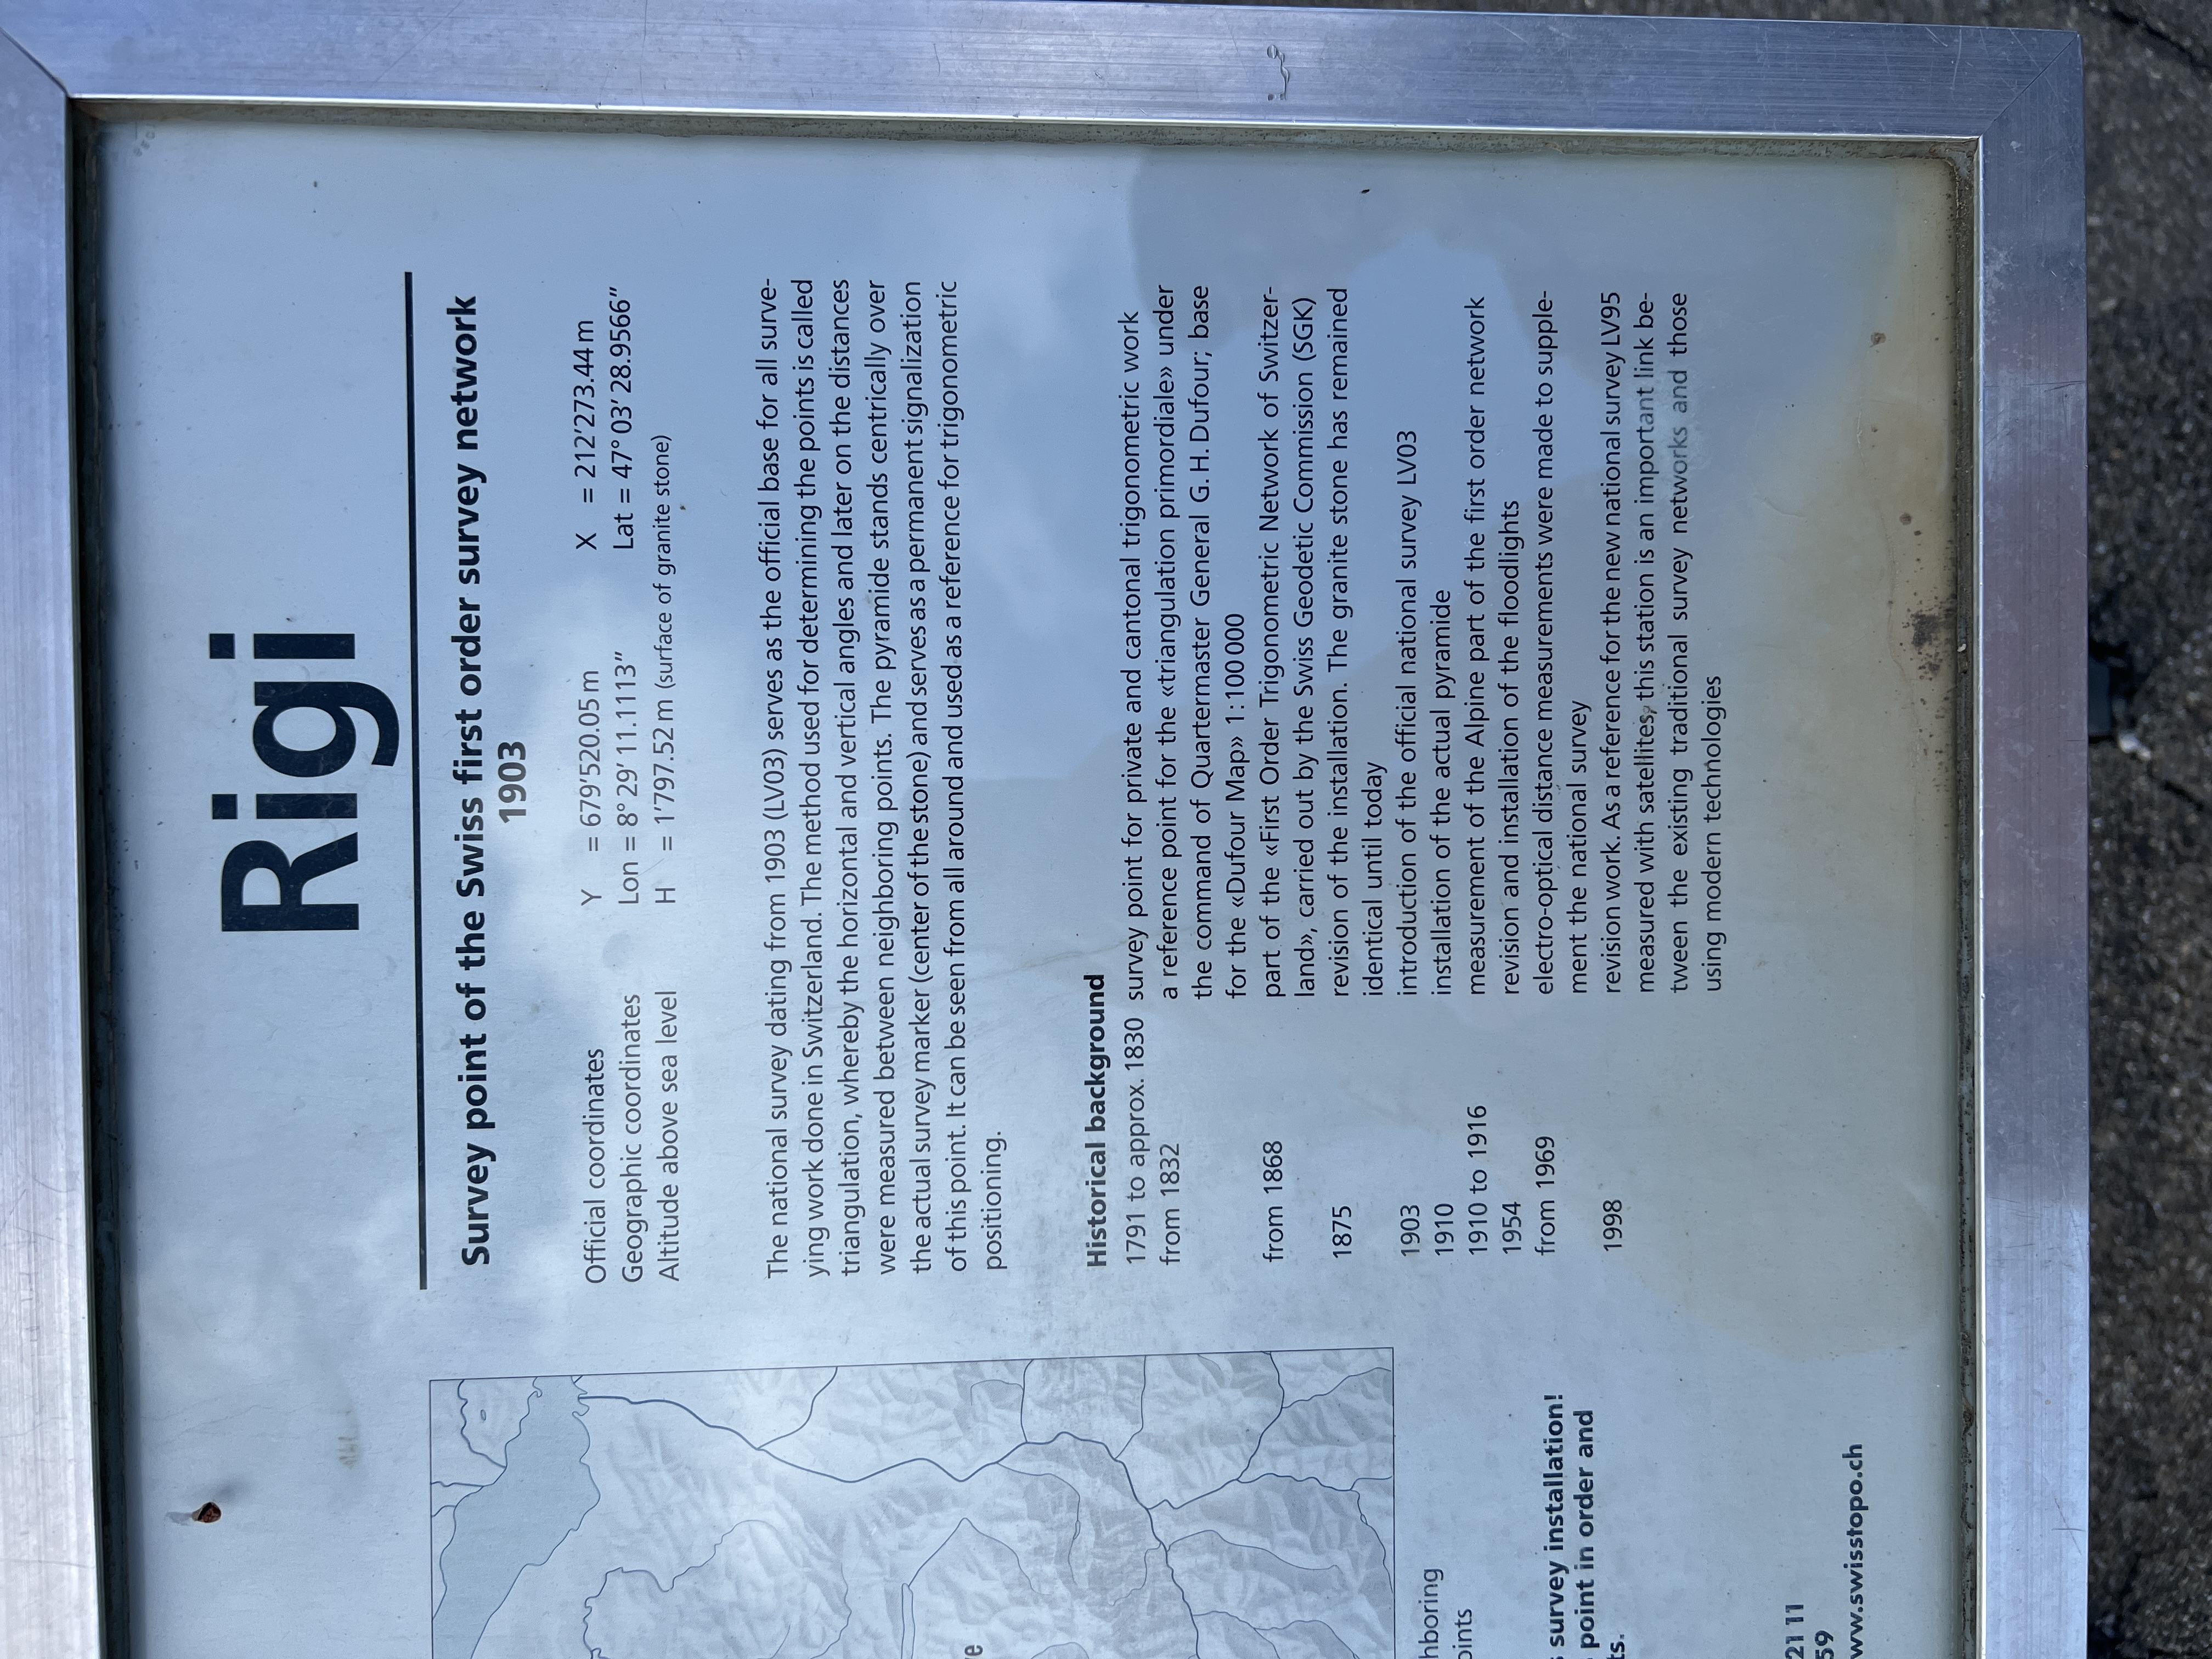 Rigi
Survey point of the Swiss first order survey network
1903
Official coordinates Y = 679'520.05 m X = 212'273.44 m
Geographic coordinates Lon = 8° 29' 11.1113" Lat = 47° 03' 28.9566"
Altitude above sea level H = 1'797.52 m (surface of granite stone)
The national survey dating from 1903 (LV03) serves as the official base for all surve-
ying work done in Switzerland. The method used for determining the points is called
triangulation, whereby the horizontal and vertical angles and later on the distances
were measured between neighboring points. The pyramide stands centrically over
the actual survey marker (center of the stone) and serves as a permanent signalization
of this point. It can be seen from all around and used as a reference for trigonometric
positioning.
Historical background
1791 to approx. 1830 survey point for private and cantonal trigonometric work
from 1832 a reference point for the «triangulation primordiale» under
the command of Quartermaster General G. H. Dufour; base
for the «Dufour Map» 1:100 000
from 1868 part of the «First Order Trigonometric Network of Switzer-
land», carried out by the Swiss Geodetic Commission (SGK)
1875 revision of the installation. The granite stone has remained
identical until today
1903 introduction of the official national survey LV03
1910 installation of the actual pyramide
1910 to 1916 measurement of the Alpine part of the first order network
1954 revision and installation of the floodlights
from 1969 electro-optical distance measurements were made to supple-
ment the national survey
1998 revision work. As a reference for the new national survey LV95
measured with satellites, this station is an important link be-
tween the existing traditional survey networks and those
using modern technologies
survey installation!
point in order and
21 11
59
www.swisstopo.ch